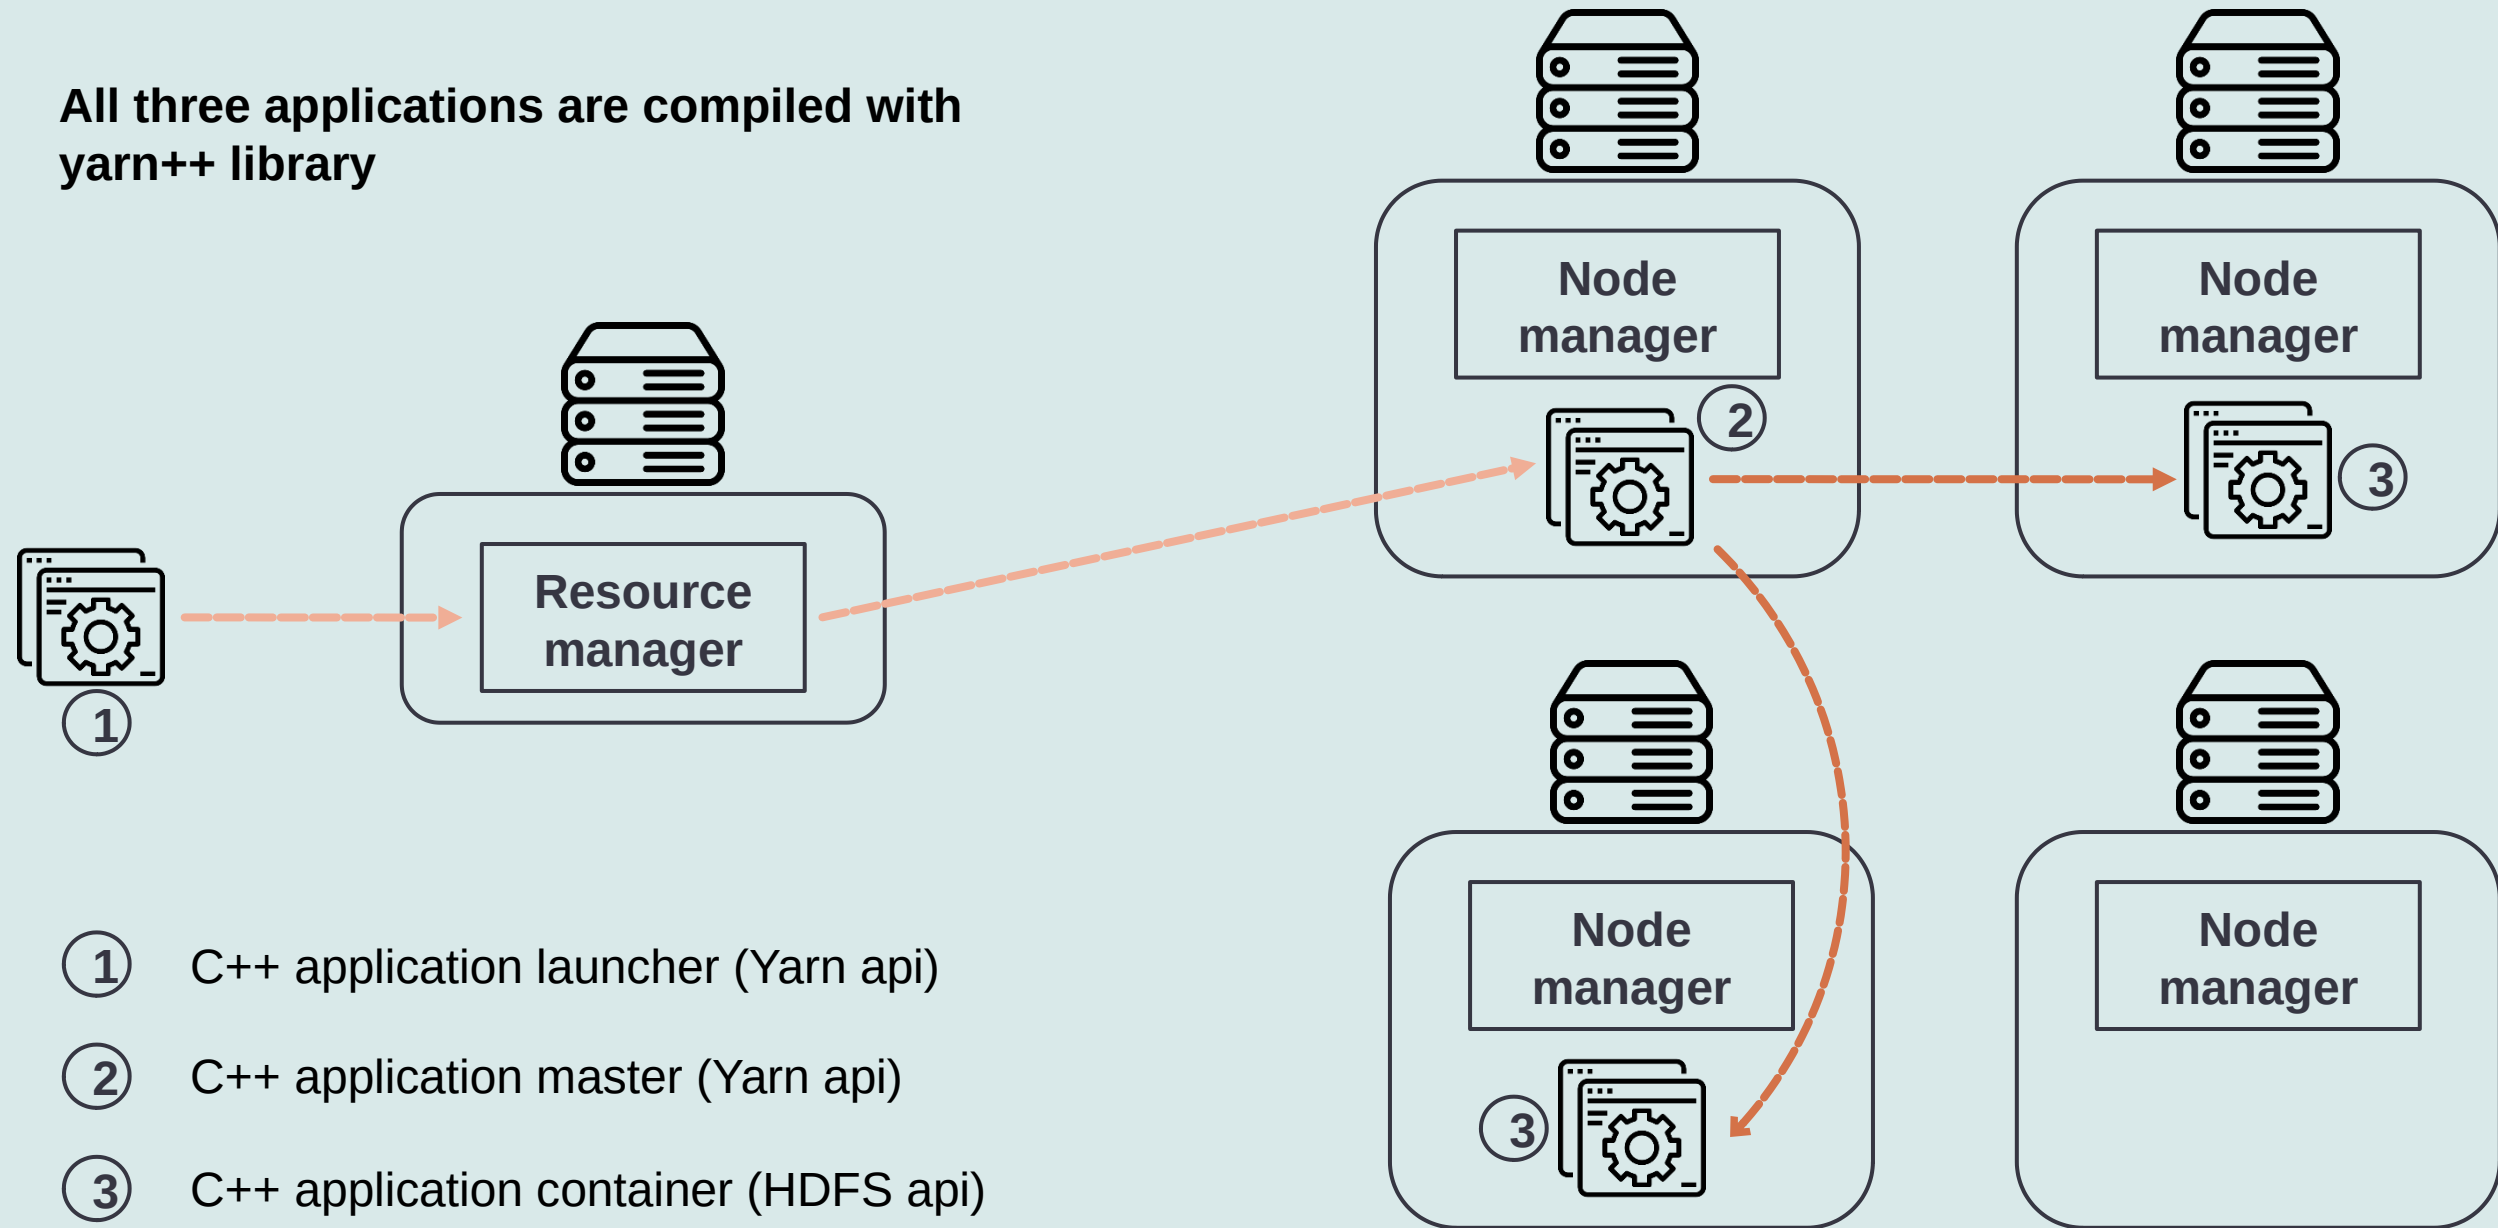 All three applications are compiled with
yarn++ library
Node
manager
2
Node
manager
3
Resource
manager
1
Node
manager
3
Node
manager
1 C++ application launcher (Yarn api)
2 C++ application master (Yarn api)
3 C++ application container (HDFS api)